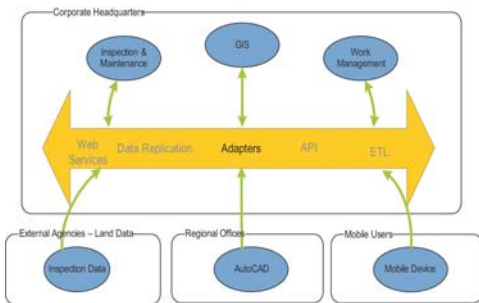 Corporate Headquarters
Inspection &
Maintenance
GIS
Work
Management
Web
Services
Data Replication
Adapters
API
ETL
External Agencies – Land Data
Regional Offices
Mobile Users
Inspection Data
AutoCAD
Mobile Device